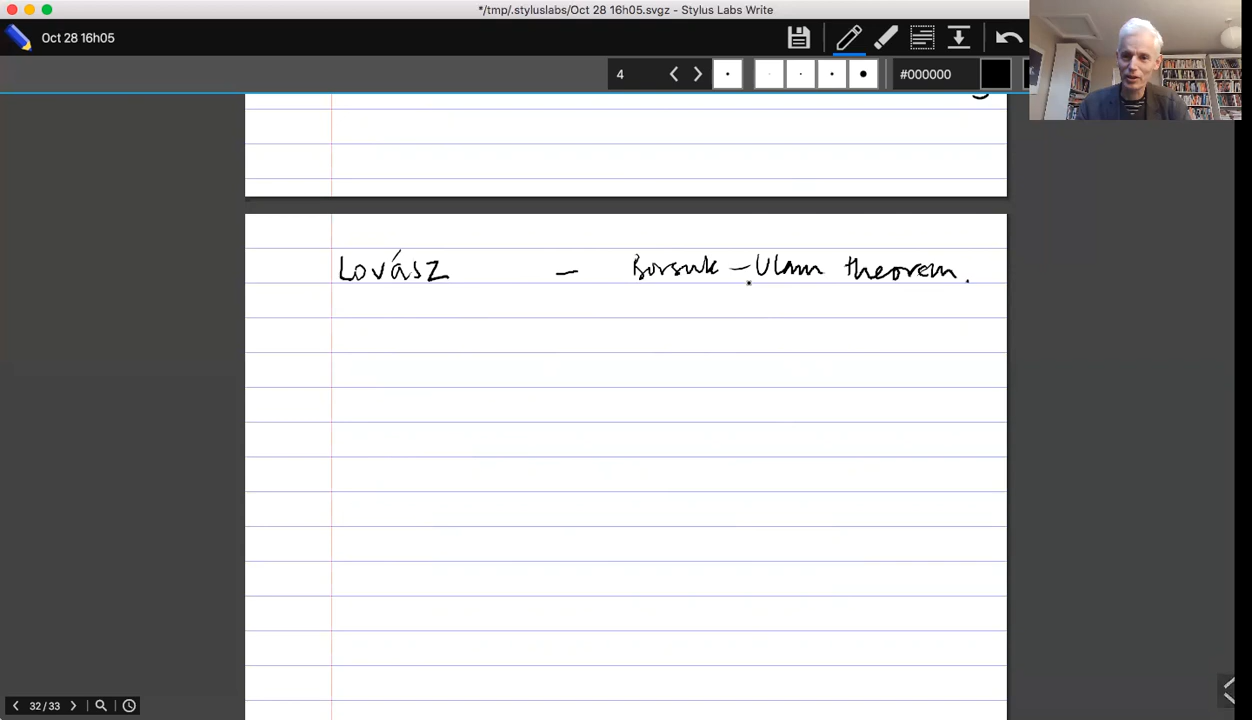 */tmp/.styluslabs/Oct 28 16h05.svgz - Stylus Labs Write
Oct 28 16h05
4
#000000
Lovász — Borsuk-Ulam theorem.
32/33